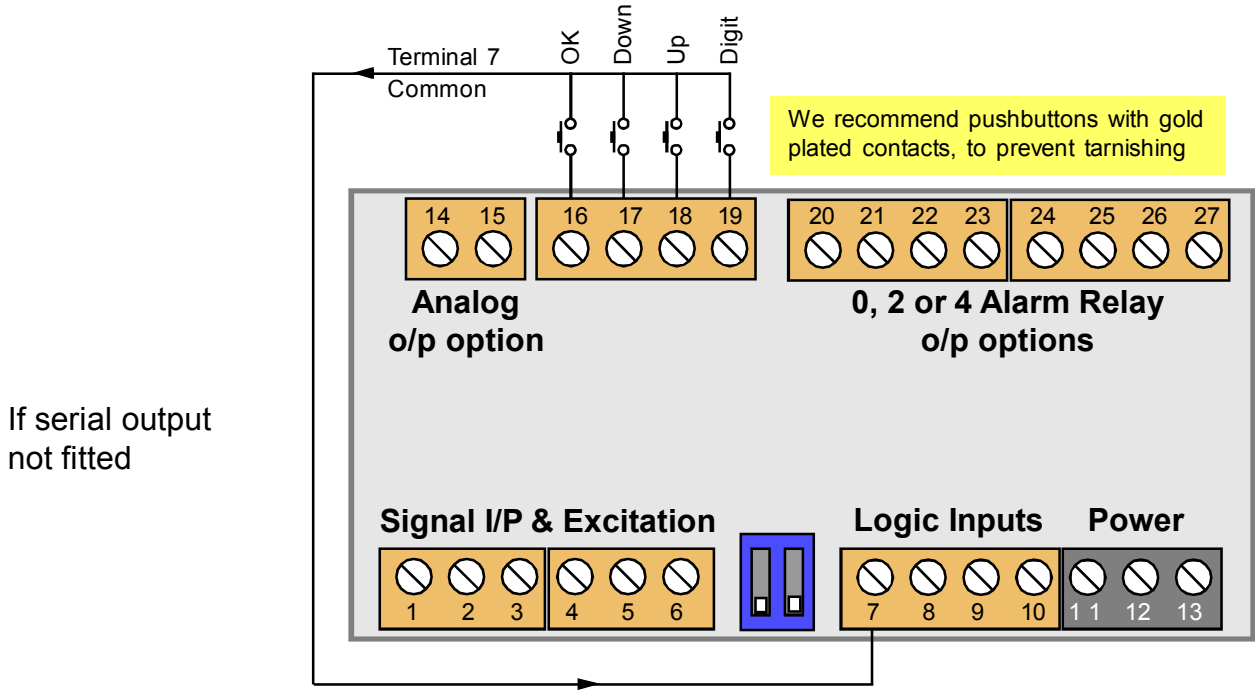 Terminal 7
Common
OK
Down
Up
Digit
We recommend pushbuttons with gold
plated contacts, to prevent tarnishing
14 15 16 17 18 19 20 21 22 23 24 25 26 27
Analog
o/p option
0, 2 or 4 Alarm Relay
o/p options
If serial output
not fitted
Signal I/P & Excitation
Logic Inputs
Power
1 2 3 4 5 6 7 8 9 10 11 12 13